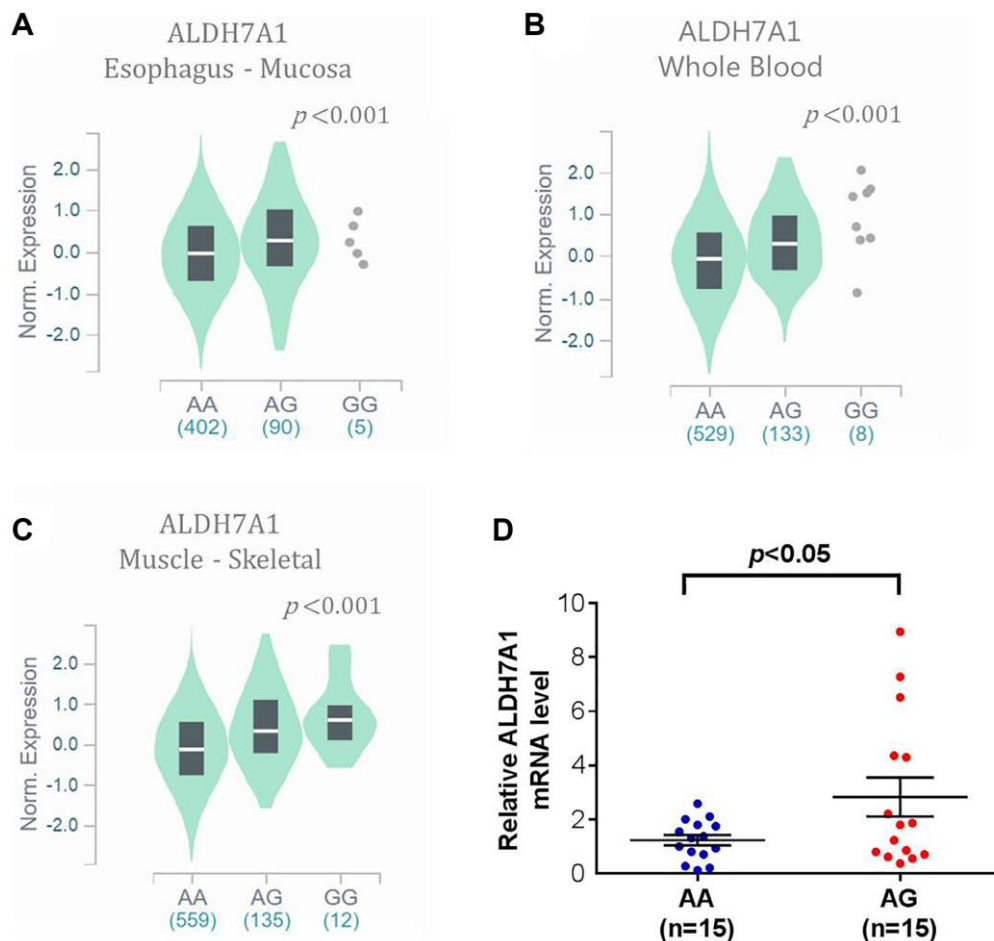 A
ALDH7A1
Esophagus - Mucosa
p<0.001
Norm. Expression
2.0
1.0
0.0
-1.0
-2.0
AA
AG
GG
(402)
(90)
(5)
B
ALDH7A1
Whole Blood
p<0.001
Norm. Expression
2.0
1.0
0.0
-1.0
-2.0
AA
AG
GG
(529)
(133)
(8)
C
ALDH7A1
Muscle - Skeletal
p<0.001
Norm. Expression
2.0
1.0
0.0
-1.0
-2.0
AA
AG
GG
(559)
(135)
(12)
D
p<0.05
Relative ALDH7A1
mRNA level
10
8
6
4
2
0
AA
AG
(n=15)
(n=15)